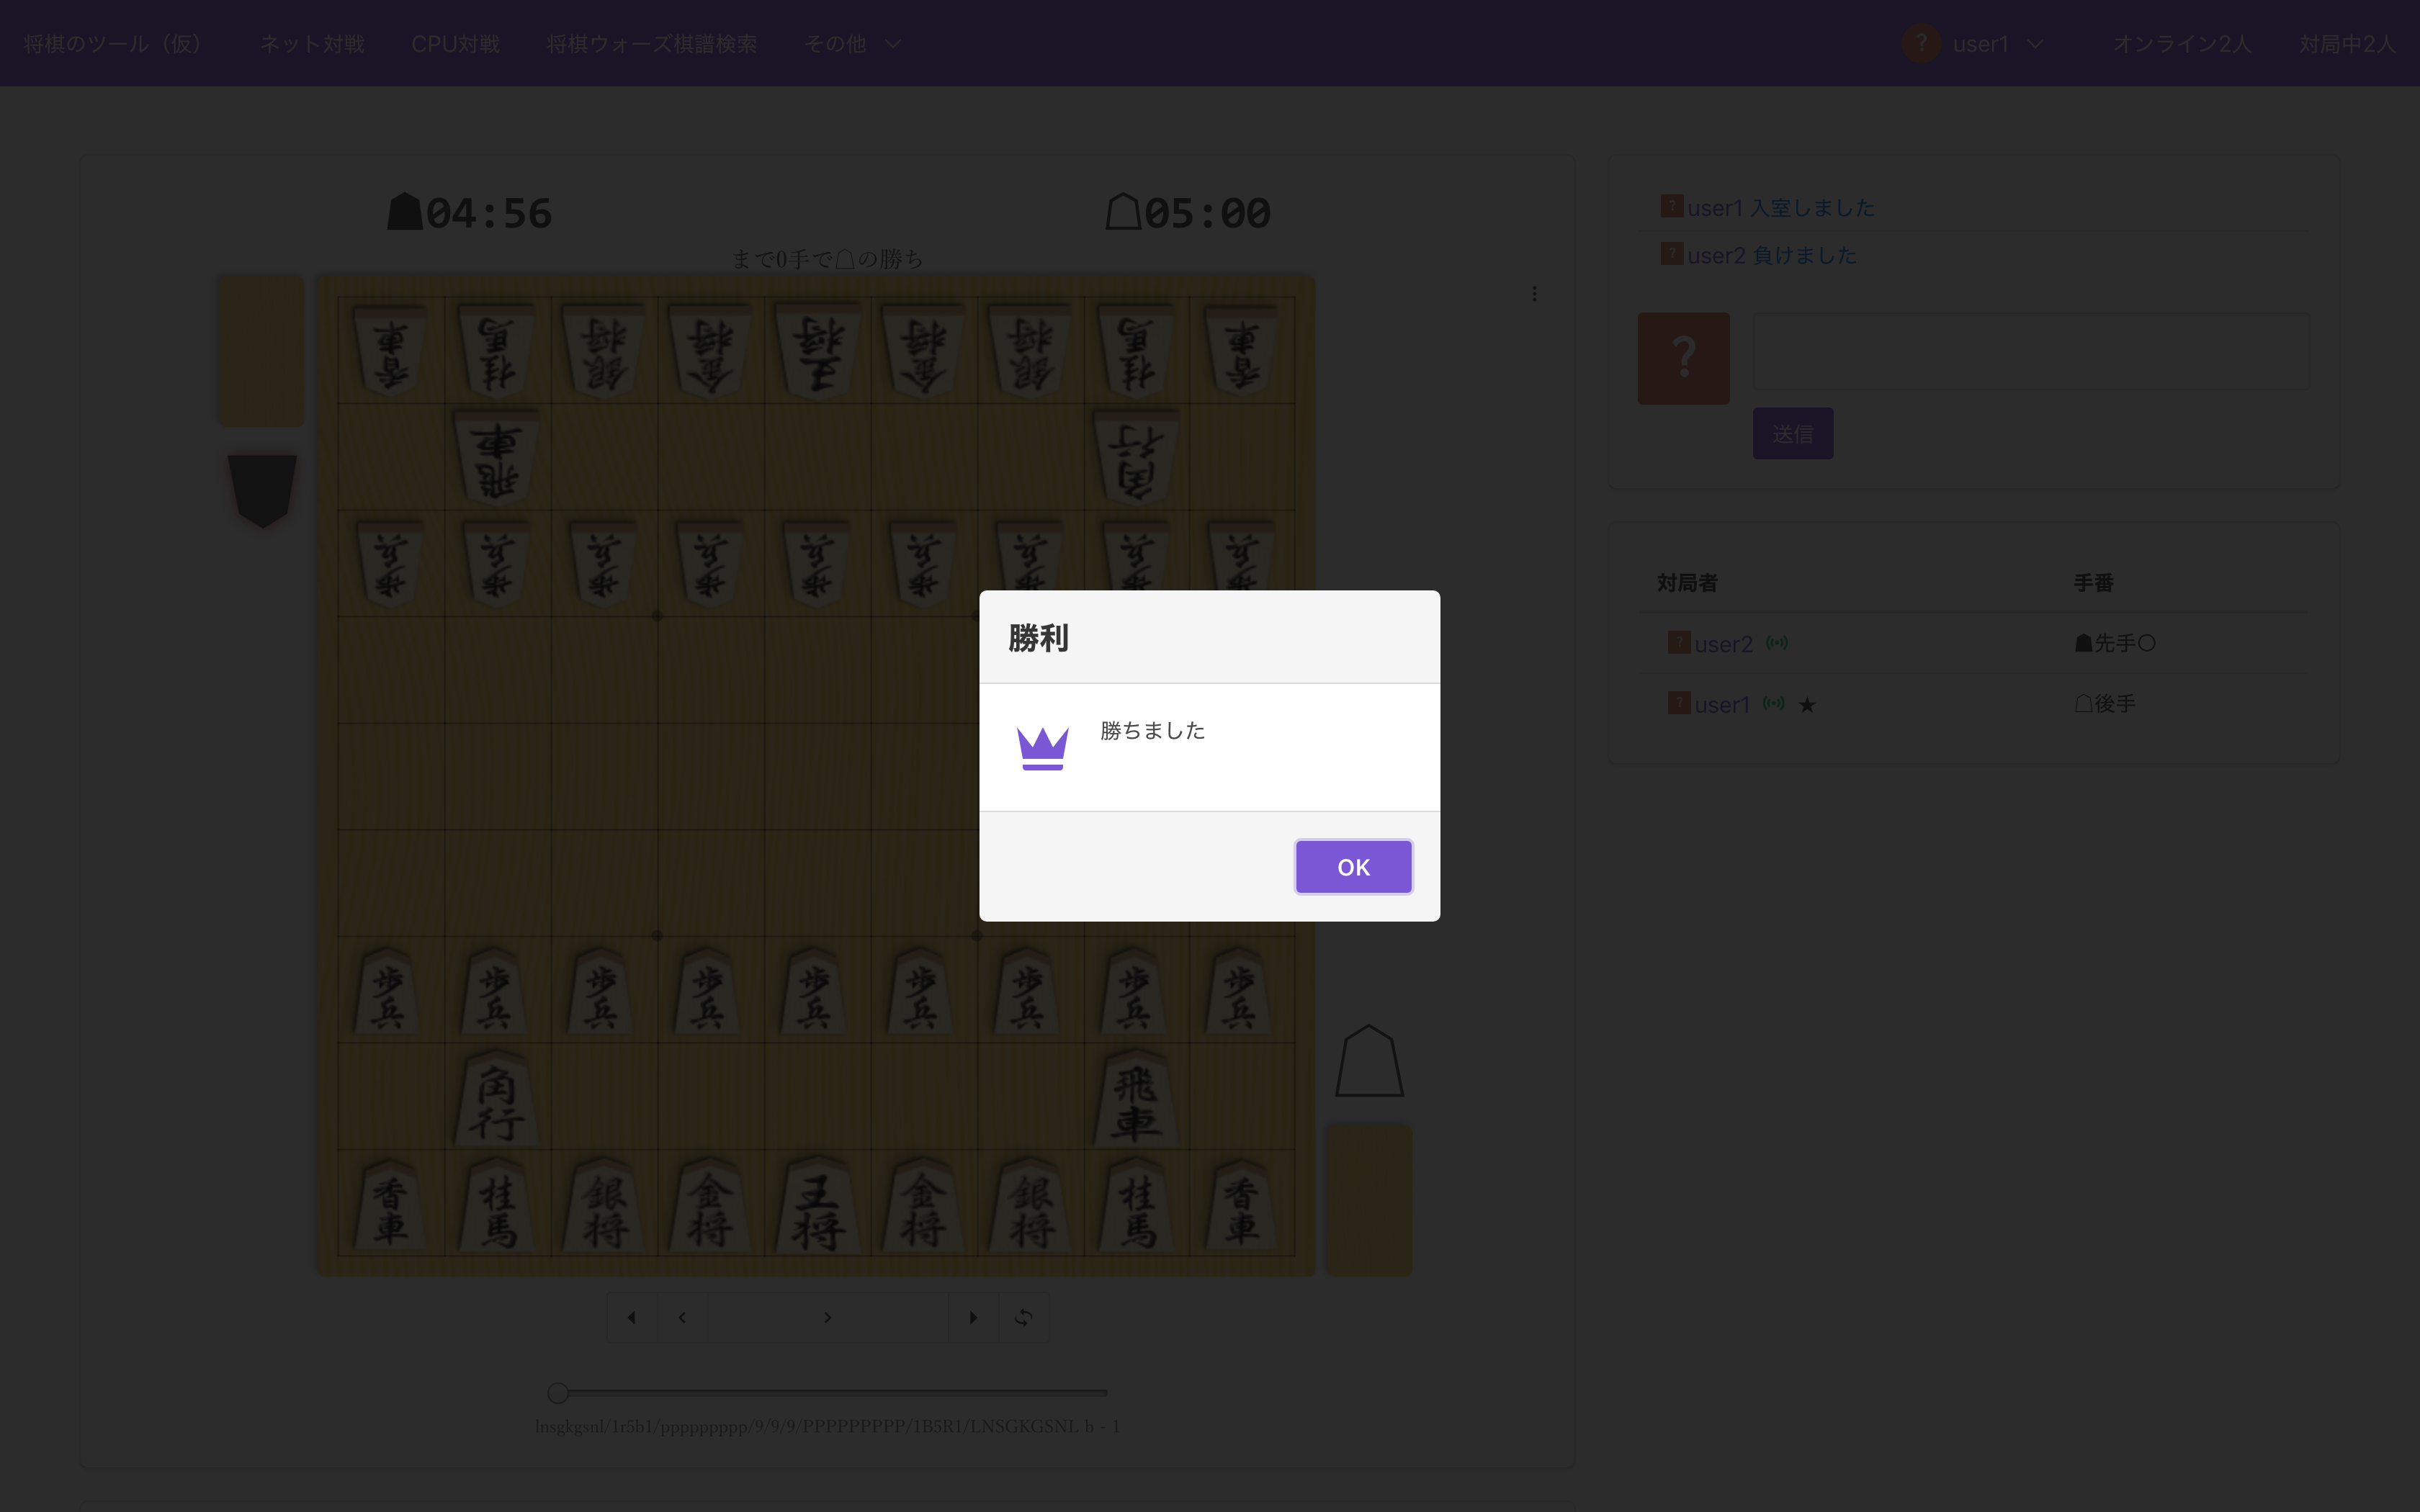 将棋のツール（仮） ネット対戦 CPU対戦 将棋ウォーズ棋譜検索 その他 ? user1 オンライン2人 対局中2人
☗04:56 ☖05:00
まで0手で☖の勝ち
香車 桂馬 銀将 金将 王将 金将 銀将 桂馬 香車
飛車 角行
歩兵 歩兵 歩兵 歩兵 歩兵 歩兵 歩兵 歩兵 歩兵
歩兵 歩兵 歩兵 歩兵 歩兵 歩兵 歩兵 歩兵 歩兵
角行 飛車
香車 桂馬 銀将 金将 王将 金将 銀将 桂馬 香車
lnsgkgsnl/1r5b1/ppppppppp/9/9/9/PPPPPPPPP/1B5R1/LNSGKGSNL b - 1
勝利
勝ちました
OK
? user1 入室しました
? user2 負けました
?
送信
対局者 手番
? user2 ☗先手〇
? user1 ★ ☖後手